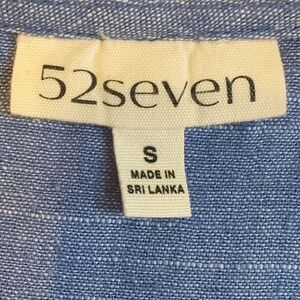 52seven
S
MADE IN
SRI LANKA